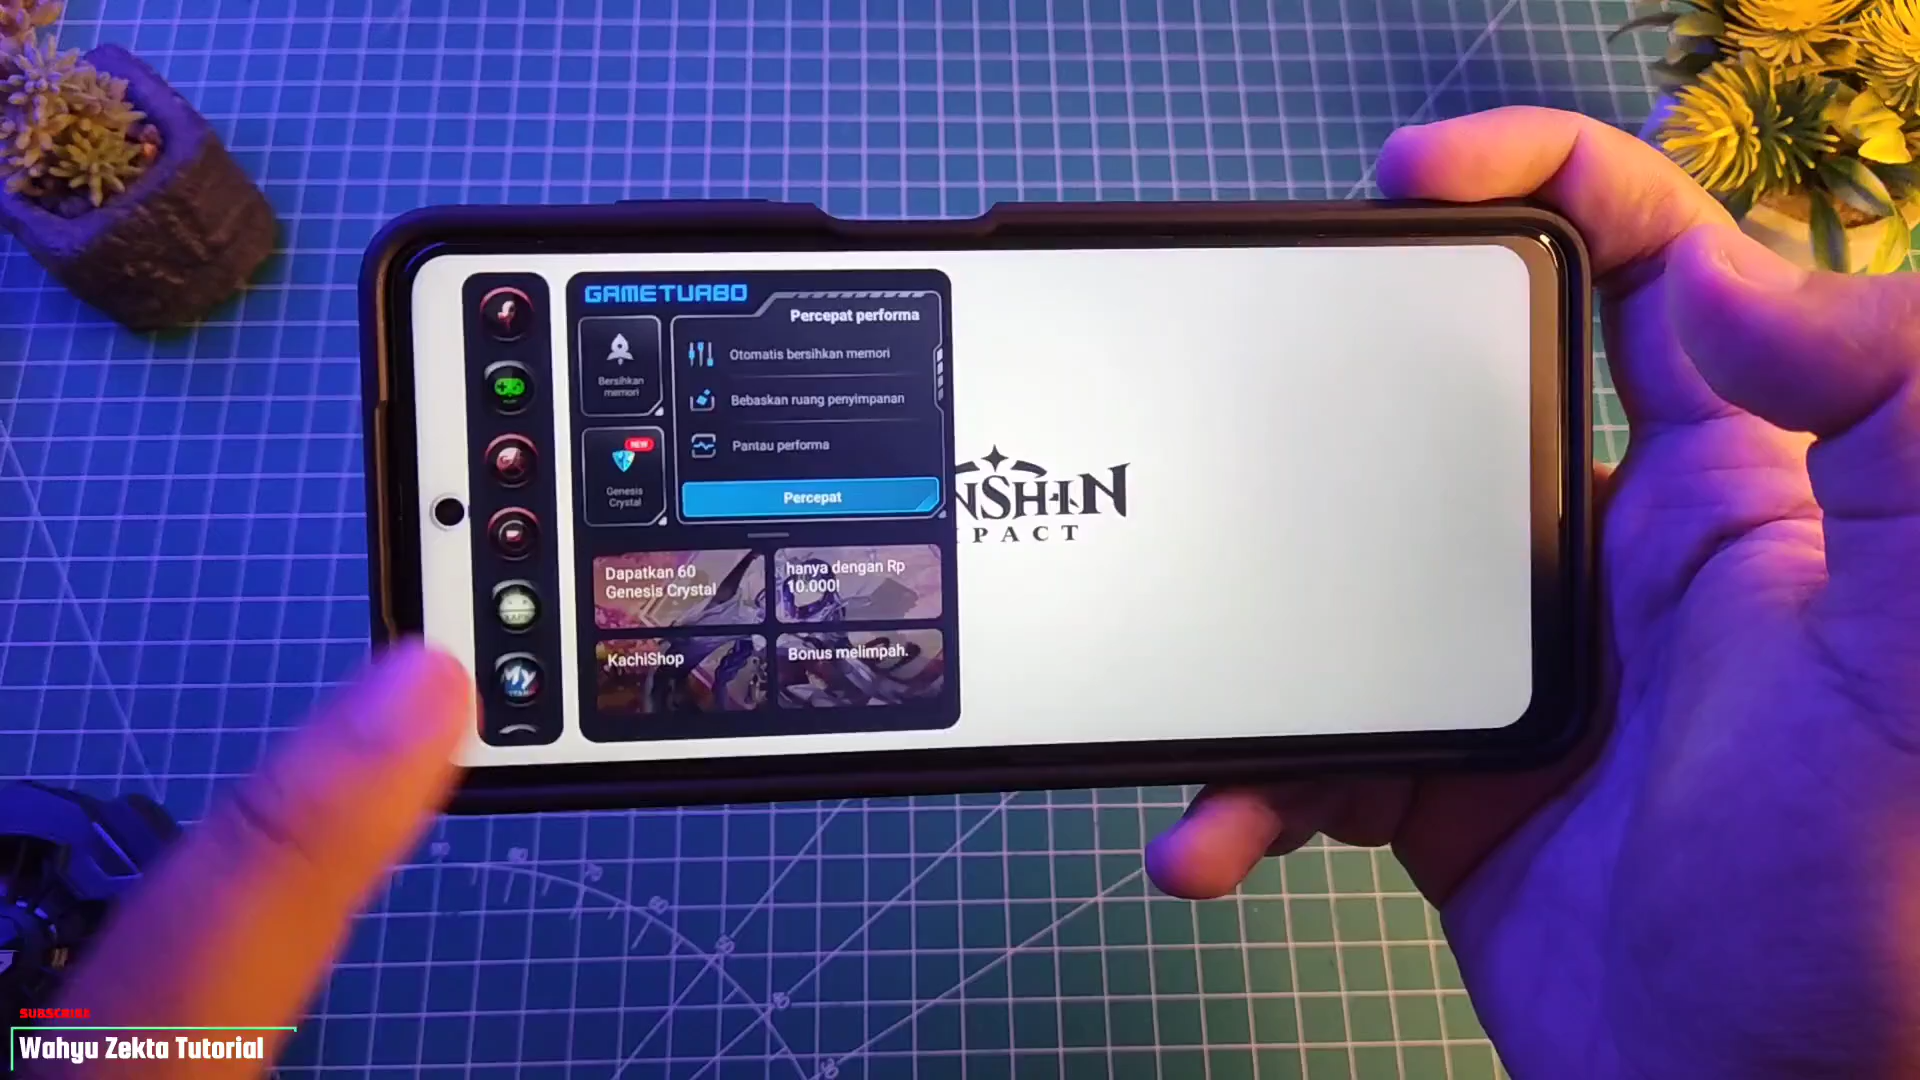 GAMETURBO
Percepat performa
Bersihkan
memori
Otomatis bersihkan memori
Bebaskan ruang penyimpanan
Pantau performa
NEW
Genesis
Crystal
Percepat
NSHIN
PACT
Dapatkan 60
Genesis Crystal
hanya dengan Rp
10.000!
KachiShop
Bonus melimpah.
My
SUBSCRIBE
Wahyu Zekta Tutorial